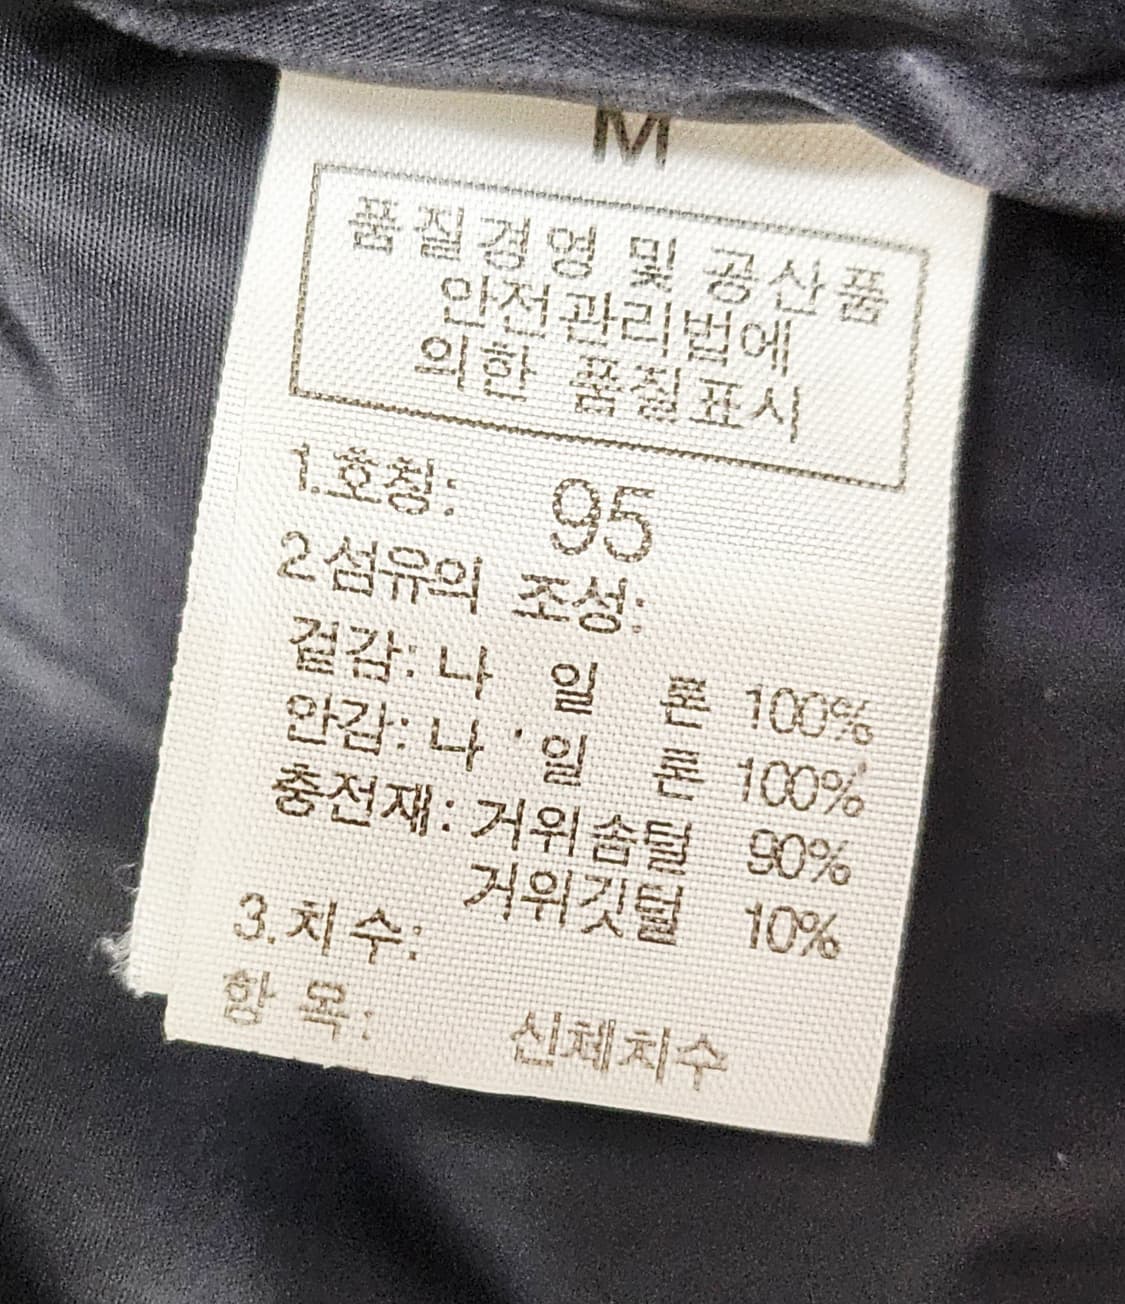 M
품질경영 및 공산품
안전관리법에
의한 품질표시
1.호칭: 95
2.섬유의 조성:
겉감: 나 일 론 100%
안감: 나 일 론 100%
충전재: 거위솜털 90%
거위깃털 10%
3.치수:
항 목: 신체치수